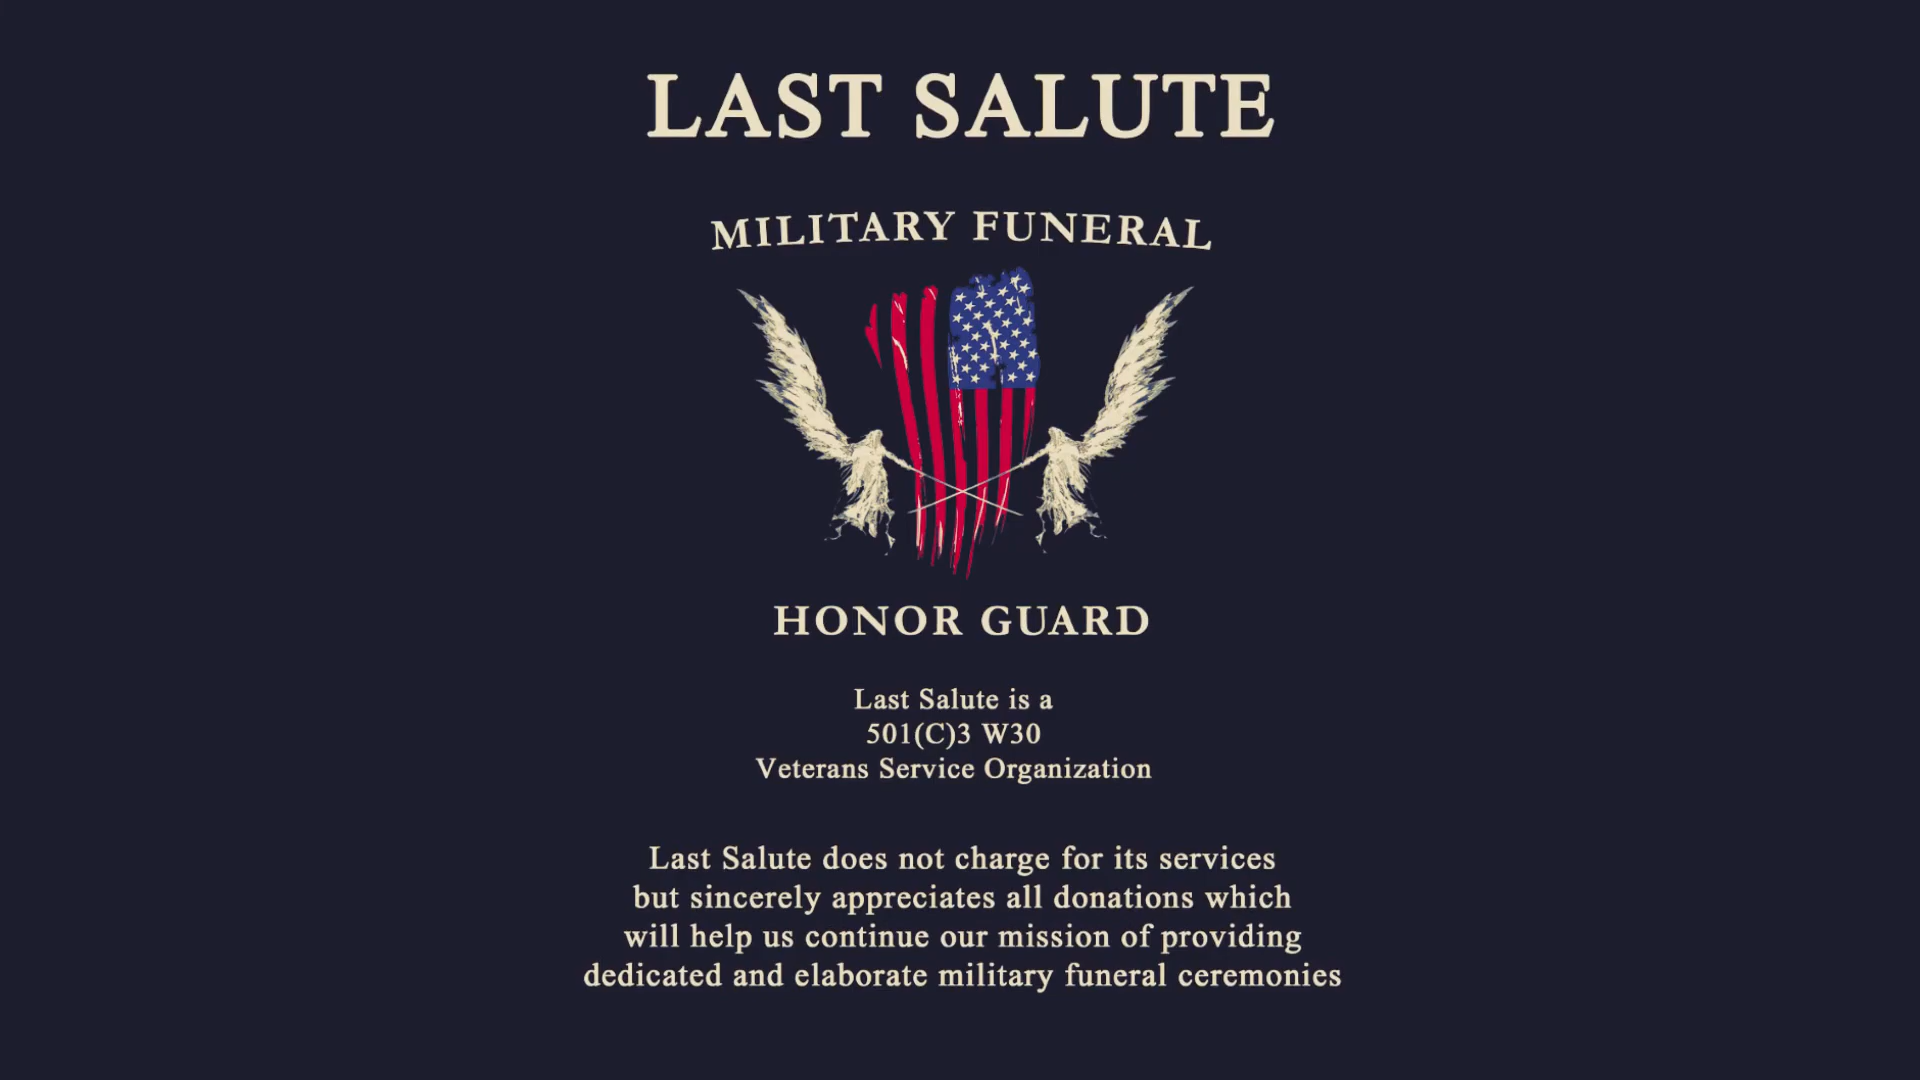 LAST SALUTE
MILITARY FUNERAL
HONOR GUARD
Last Salute is a
501(C)3 W30
Veterans Service Organization
Last Salute does not charge for its services
but sincerely appreciates all donations which
will help us continue our mission of providing
dedicated and elaborate military funeral ceremonies